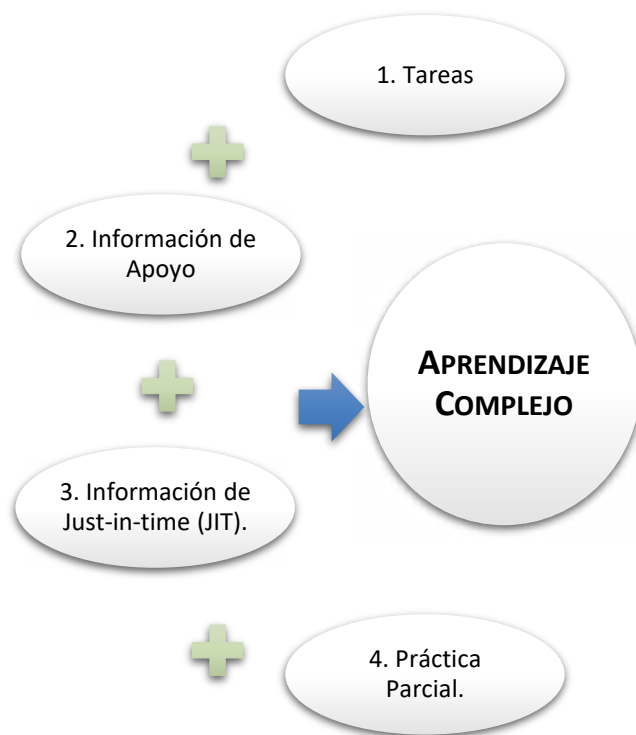 1. Tareas
2. Información de
Apoyo
APRENDIZAJE
COMPLEJO
3. Información de
Just-in-time (JIT).
4. Práctica
Parcial.